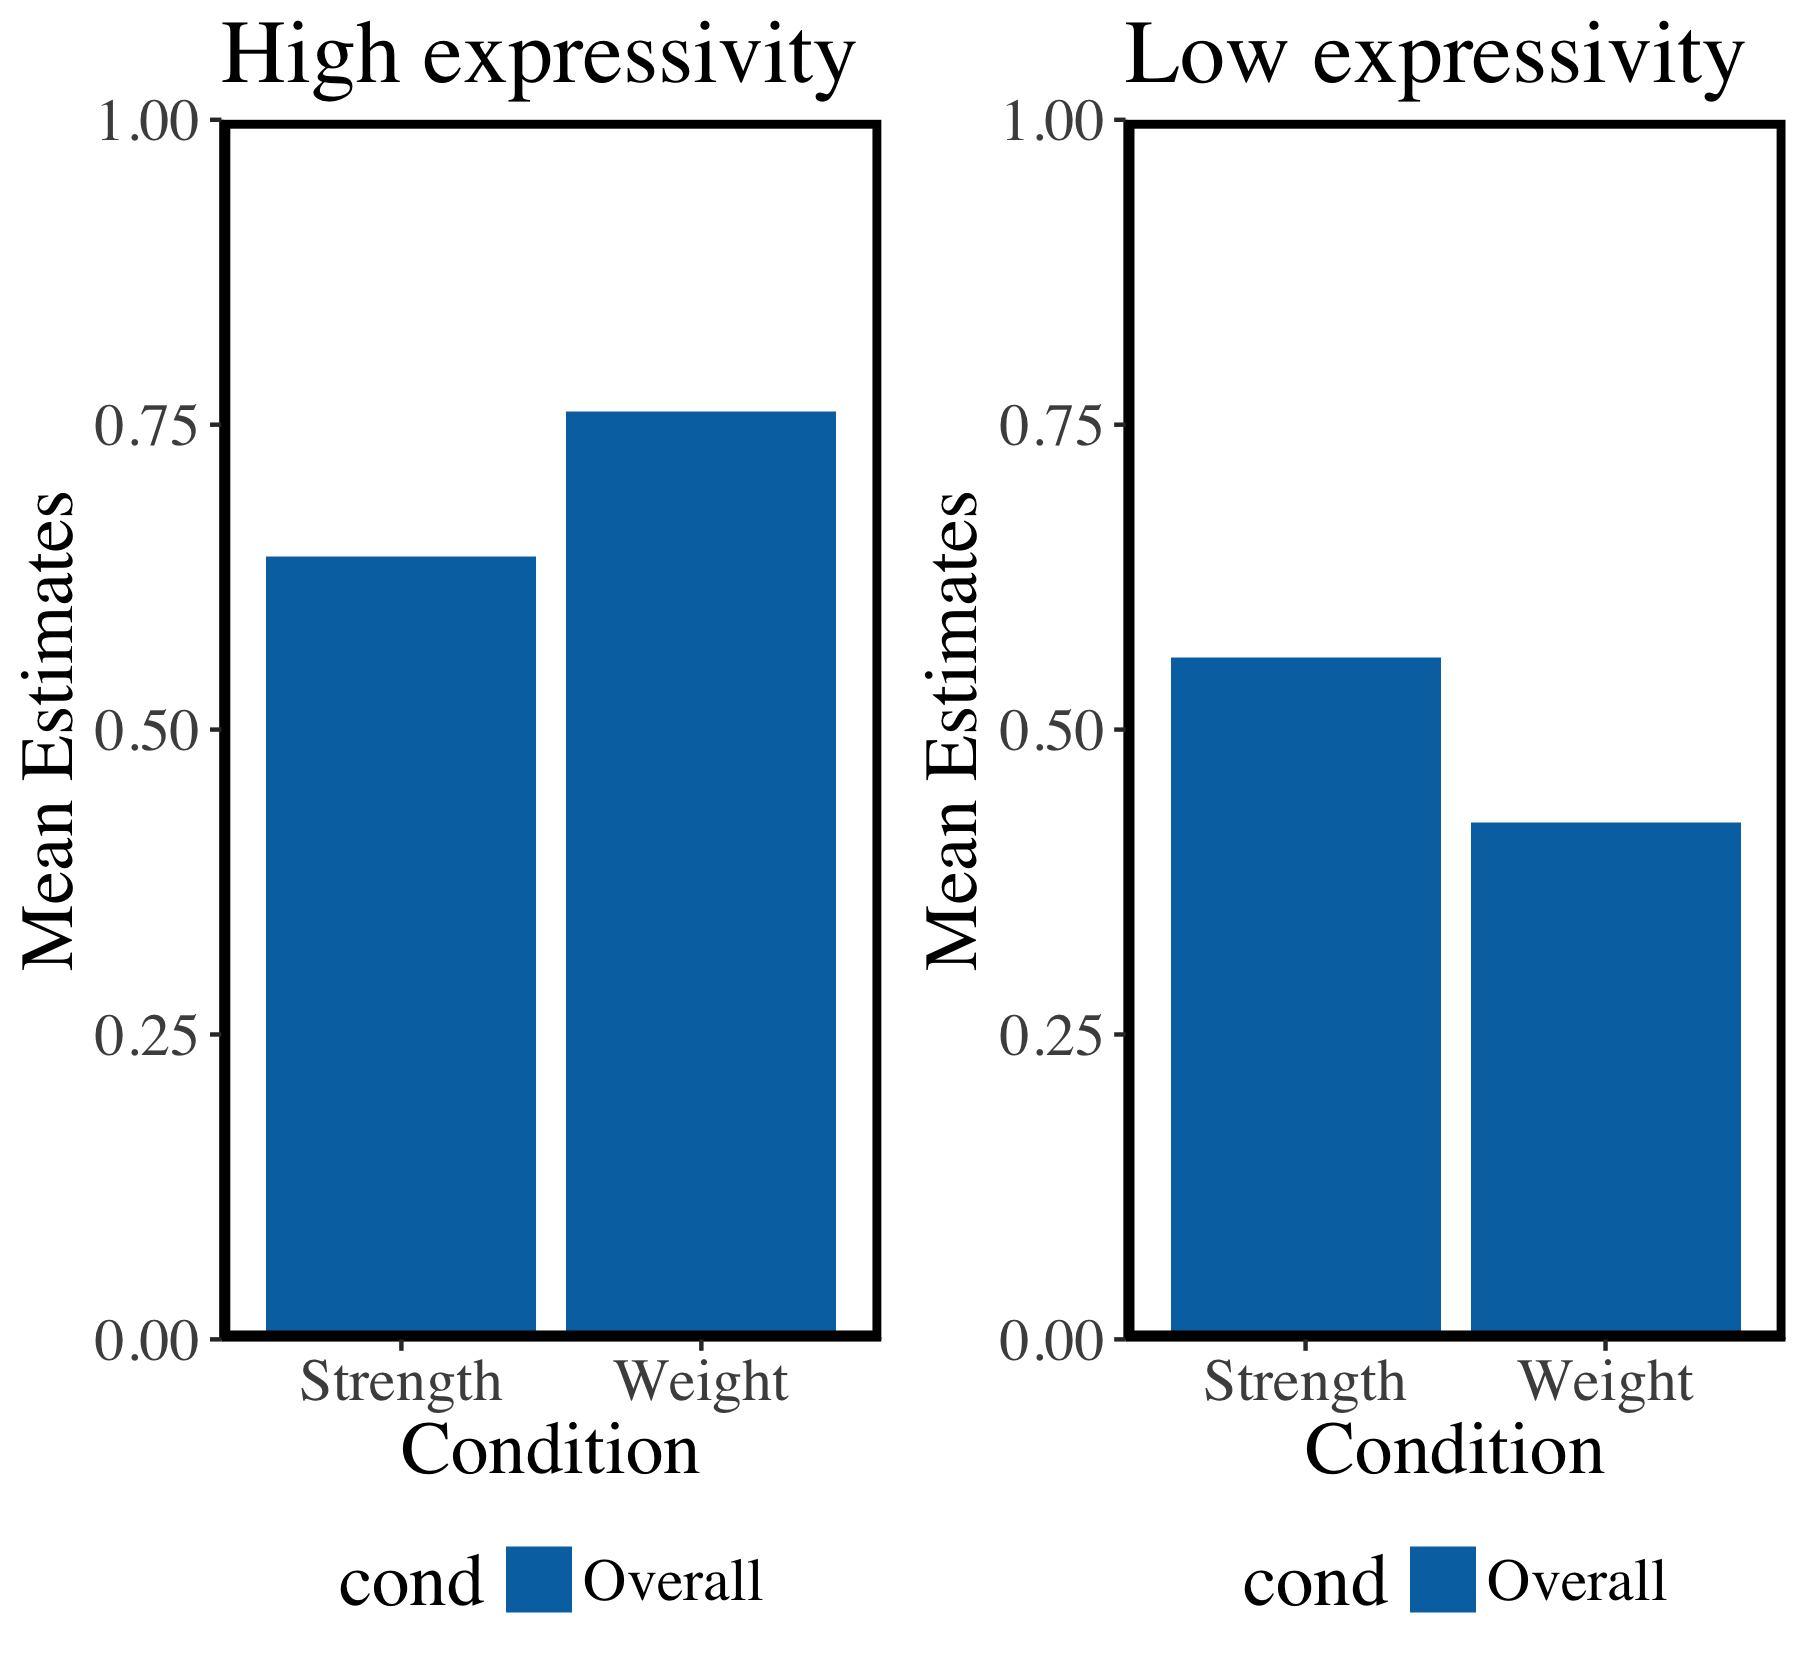 High expressivity
1.00
0.75
0.50
0.25
0.00
Mean Estimates
Strength Weight
Condition
cond Overall
Low expressivity
1.00
0.75
0.50
0.25
0.00
Mean Estimates
Strength Weight
Condition
cond Overall